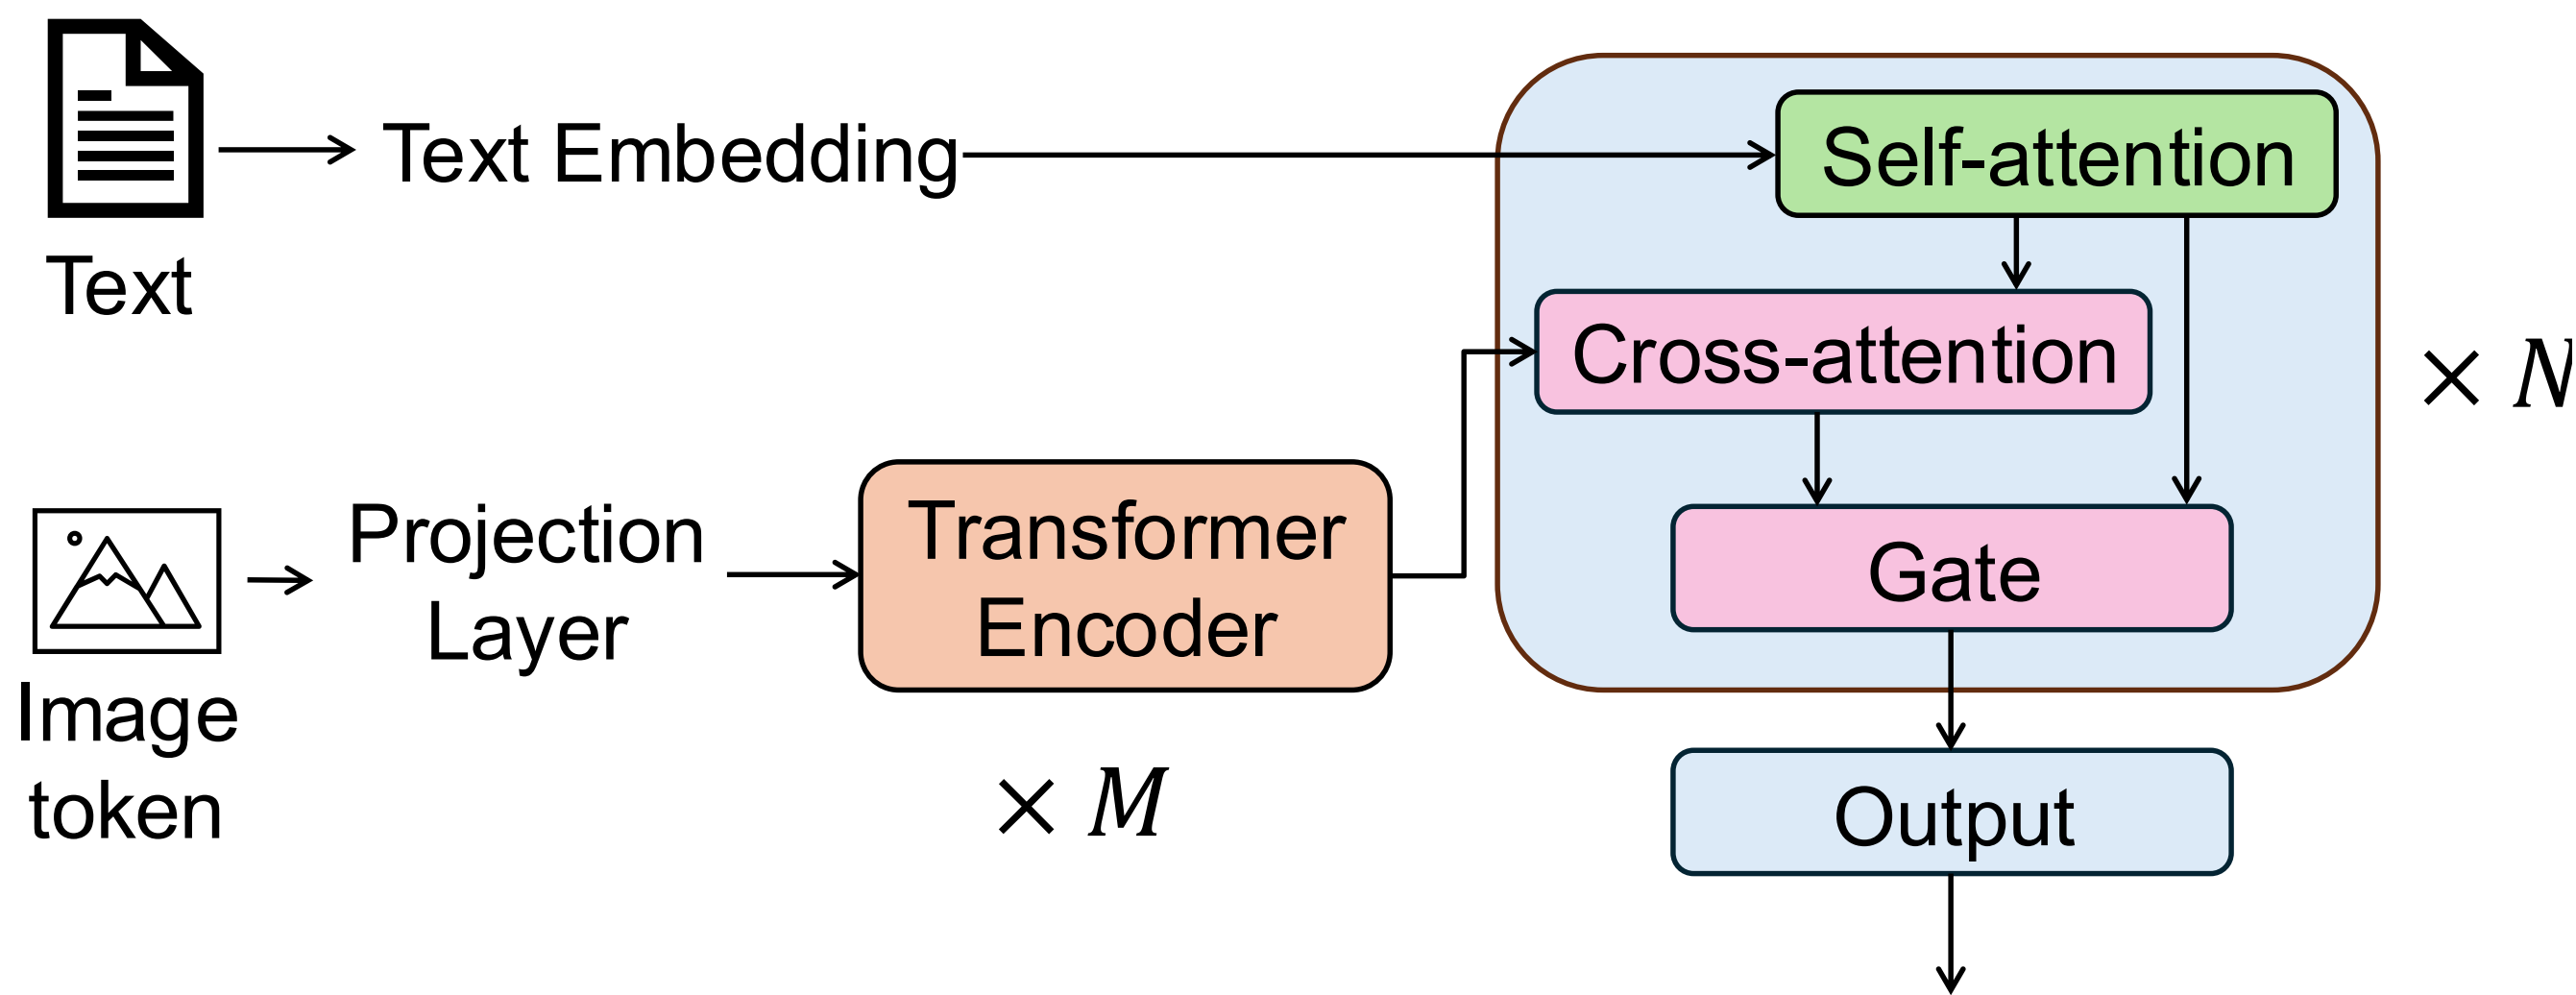 Text
Text Embedding
Image
token
Projection
Layer
Transformer
Encoder
× M
Self-attention
Cross-attention
Gate
× N
Output